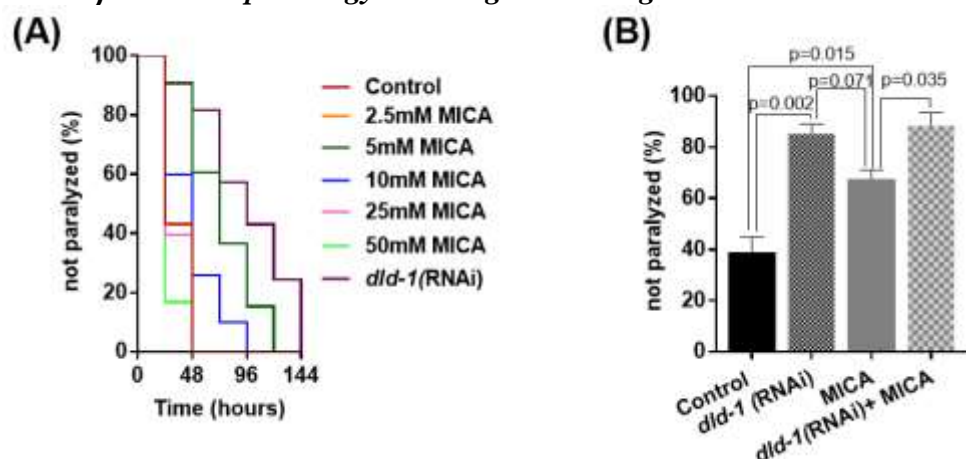 (A)
100
80
60
40
20
0
not paralyzed (%)
0 48 96 144
Time (hours)
Control
2.5mM MICA
5mM MICA
10mM MICA
25mM MICA
50mM MICA
dld-1(RNAi)
(B)
100
80
60
40
20
0
not paralyzed (%)
p=0.015
p=0.071
p=0.035
p=0.002
Control
dld-1 (RNAi)
MICA
dld-1(RNAi)+ MICA